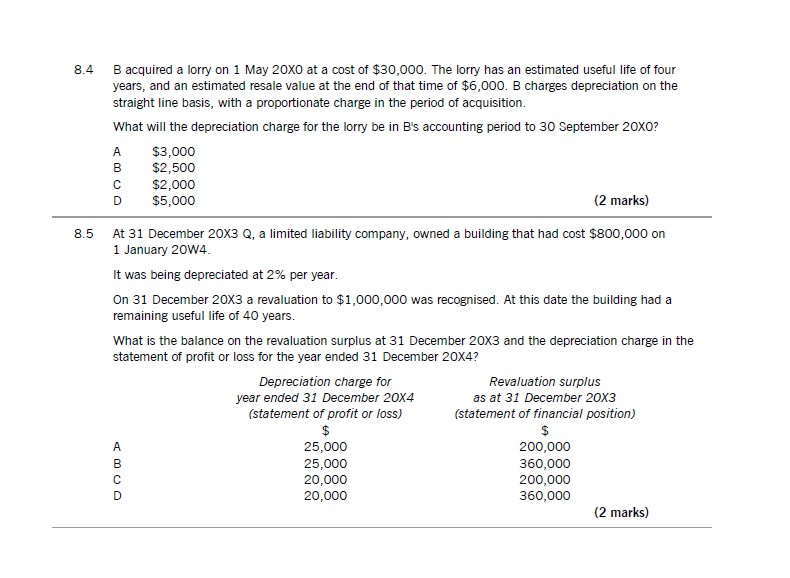 8.4 B acquired a lorry on 1 May 20X0 at a cost of $30,000. The lorry has an estimated useful life of four
years, and an estimated resale value at the end of that time of $6,000. B charges depreciation on the
straight line basis, with a proportionate charge in the period of acquisition.
What will the depreciation charge for the lorry be in B's accounting period to 30 September 20X0?
A $3,000
B $2,500
C $2,000
D $5,000 (2 marks)
8.5 At 31 December 20X3 Q, a limited liability company, owned a building that had cost $800,000 on
1 January 20W4.
It was being depreciated at 2% per year.
On 31 December 20X3 a revaluation to $1,000,000 was recognised. At this date the building had a
remaining useful life of 40 years.
What is the balance on the revaluation surplus at 31 December 20X3 and the depreciation charge in the
statement of profit or loss for the year ended 31 December 20X4?
Depreciation charge for Revaluation surplus
year ended 31 December 20X4 as at 31 December 20X3
(statement of profit or loss) (statement of financial position)
$ $
A 25,000 200,000
B 25,000 360,000
C 20,000 200,000
D 20,000 360,000
(2 marks)